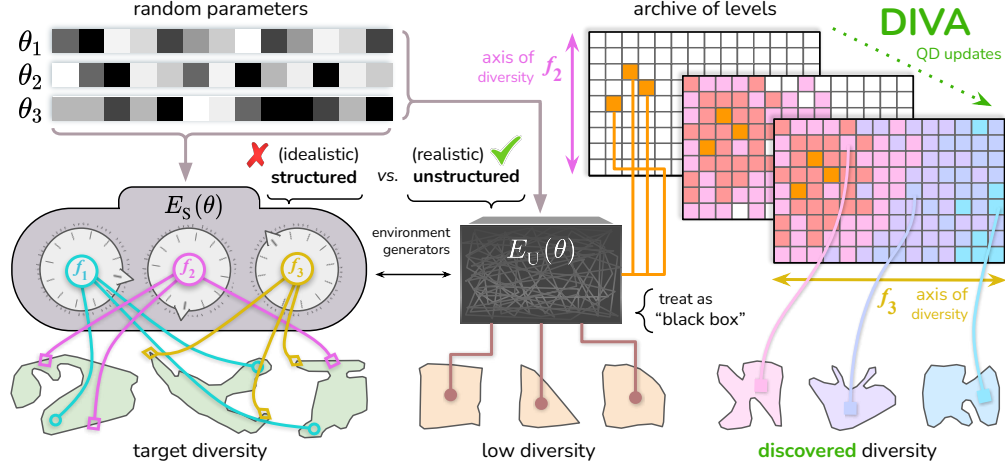 random parameters
θ1
θ2
θ3
✘ (idealistic)
structured
vs.
(realistic) ✓
unstructured
E_S(θ)
f1
f2
f3
environment
generators
E_U(θ)
treat as
“black box”
target diversity
low diversity
archive of levels
axis of
diversity
f2
DIVA
QD updates
f3
axis of
diversity
discovered diversity